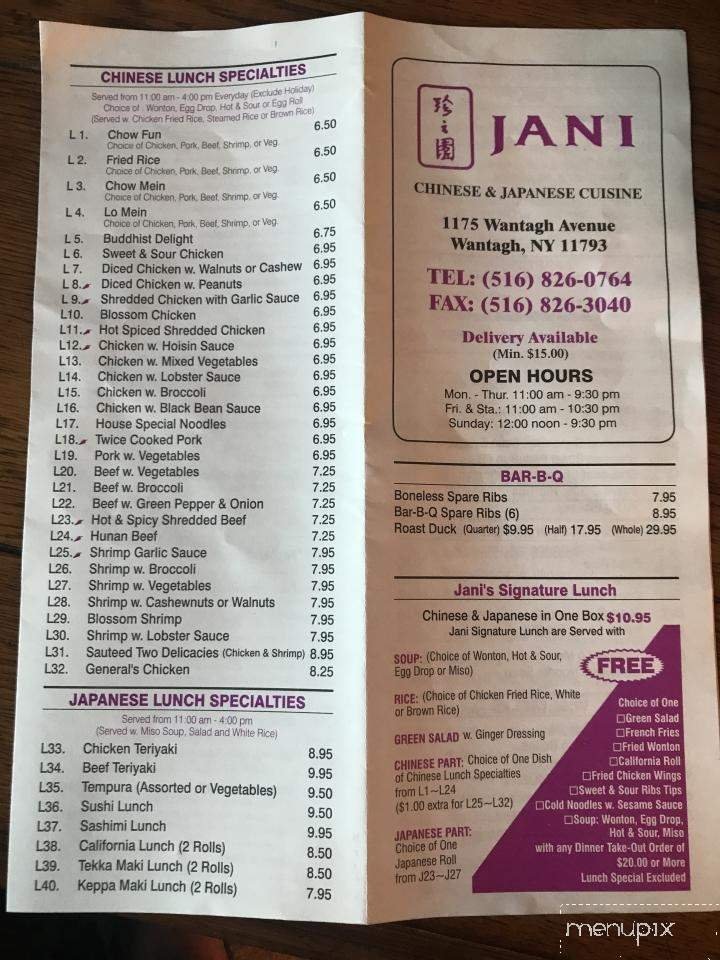 CHINESE LUNCH SPECIALTIES
Served from 11:00 am - 4:00 pm Everyday (Exclude Holiday)
Choice of . Wonton, Egg Drop, Hot & Sour or Egg Roll
(Served w. Chicken Fried Rice, Steamed Rice or Brown Rice)
L 1. Chow Fun 6.50
Choice of Chicken, Pork, Beef, Shrimp, or Veg.
L 2. Fried Rice 6.50
Choice of Chicken, Pork, Beef, Shrimp, or Veg.
L 3. Chow Mein 6.50
Choice of Chicken, Pork, Beef, Shrimp, or Veg.
L 4. Lo Mein 6.50
Choice of Chicken, Pork, Beef, Shrimp, or Veg.
L 5. Buddhist Delight 6.75
L 6. Sweet & Sour Chicken 6.95
L 7. Diced Chicken w. Walnuts or Cashew 6.95
L 8. Diced Chicken w. Peanuts 6.95
L 9. Shredded Chicken with Garlic Sauce 6.95
L10. Blossom Chicken 6.95
L11. Hot Spiced Shredded Chicken 6.95
L12. Chicken w. Hoisin Sauce 6.95
L13. Chicken w. Mixed Vegetables 6.95
L14. Chicken w. Lobster Sauce 6.95
L15. Chicken w. Broccoli 6.95
L16. Chicken w. Black Bean Sauce 6.95
L17. House Special Noodles 6.95
L18. Twice Cooked Pork 6.95
L19. Pork w. Vegetables 6.95
L20. Beef w. Vegetables 7.25
L21. Beef w. Broccoli 7.25
L22. Beef w. Green Pepper & Onion 7.25
L23. Hot & Spicy Shredded Beef 7.25
L24. Hunan Beef 7.25
L25. Shrimp Garlic Sauce 7.95
L26. Shrimp w. Broccoli 7.95
L27. Shrimp w. Vegetables 7.95
L28. Shrimp w. Cashewnuts or Walnuts 7.95
L29. Blossom Shrimp 7.95
L30. Shrimp w. Lobster Sauce 7.95
L31. Sauteed Two Delicacies (Chicken & Shrimp) 8.95
L32. General's Chicken 8.25
JAPANESE LUNCH SPECIALTIES
Served from 11:00 am - 4:00 pm
(Served w. Miso Soup, Salad and White Rice)
L33. Chicken Teriyaki 8.95
L34. Beef Teriyaki 9.95
L35. Tempura (Assorted or Vegetables) 9.50
L36. Sushi Lunch 9.50
L37. Sashimi Lunch 9.95
L38. California Lunch (2 Rolls) 8.50
L39. Tekka Maki Lunch (2 Rolls) 8.50
L40. Keppa Maki Lunch (2 Rolls) 7.95
珍之園
JANI
CHINESE & JAPANESE CUISINE
1175 Wantagh Avenue
Wantagh, NY 11793
TEL: (516) 826-0764
FAX: (516) 826-3040
Delivery Available
(Min. $15.00)
OPEN HOURS
Mon. - Thur. 11:00 am - 9:30 pm
Fri. & Sta.: 11:00 am - 10:30 pm
Sunday: 12:00 noon - 9:30 pm
BAR-B-Q
Boneless Spare Ribs 7.95
Bar-B-Q Spare Ribs (6) 8.95
Roast Duck (Quarter) $9.95 (Half) 17.95 (Whole) 29.95
Jani's Signature Lunch
Chinese & Japanese in One Box $10.95
Jani Signature Lunch are Served with
SOUP: (Choice of Wonton, Hot & Sour,
Egg Drop or Miso)
RICE: (Choice of Chicken Fried Rice, White
or Brown Rice)
GREEN SALAD w. Ginger Dressing
CHINESE PART: Choice of One Dish
of Chinese Lunch Specialties
from L1~L24
($1.00 extra for L25~L32)
JAPANESE PART:
Choice of One
Japanese Roll
from J23~J27
FREE
Choice of One
☐Green Salad
☐French Fries
☐Fried Wonton
☐California Roll
☐Fried Chicken Wings
☐Sweet & Sour Ribs Tips
☐Cold Noodles w. Sesame Sauce
☐Soup: Wonton, Egg Drop,
Hot & Sour, Miso
with any Dinner Take-Out Order of
$20.00 or More
Lunch Special Excluded
menupix